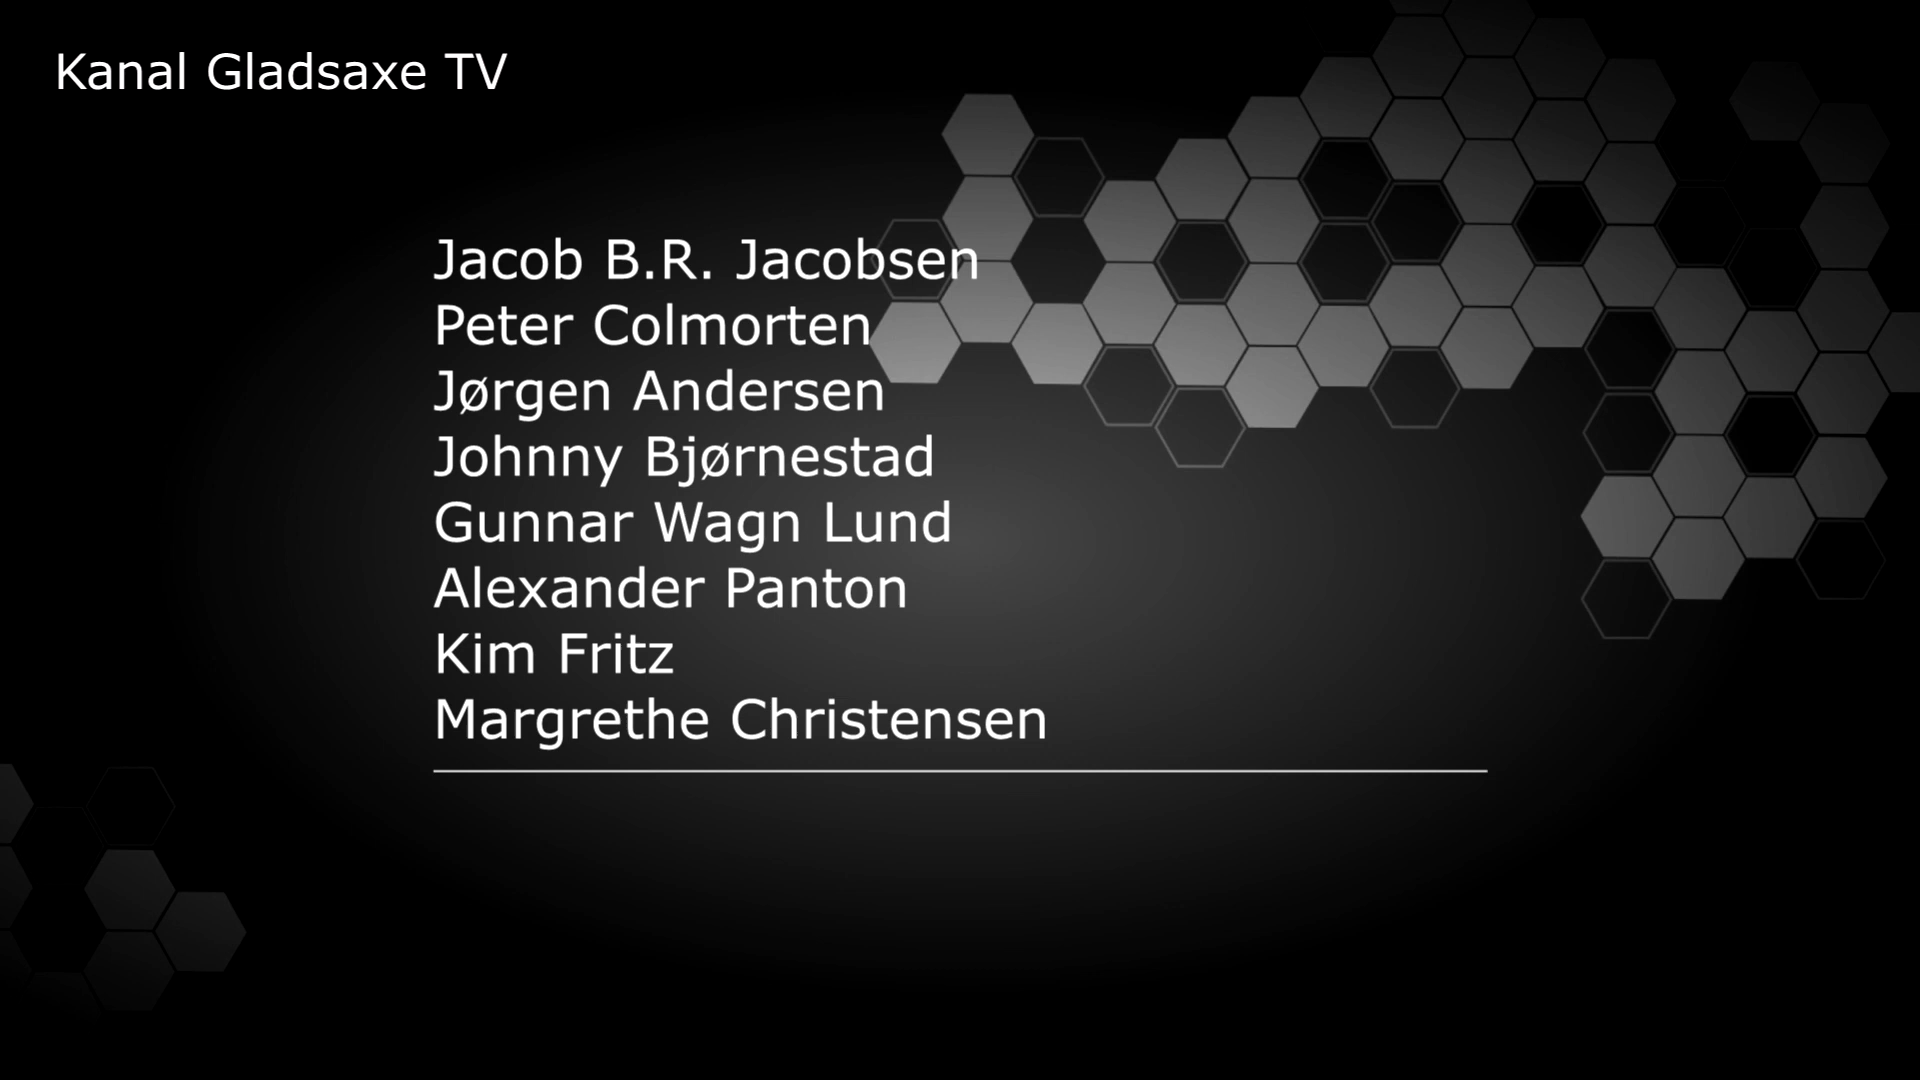 Kanal Gladsaxe TV
Jacob B.R. Jacobsen
Peter Colmorten
Jørgen Andersen
Johnny Bjørnestad
Gunnar Wagn Lund
Alexander Panton
Kim Fritz
Margrethe Christensen